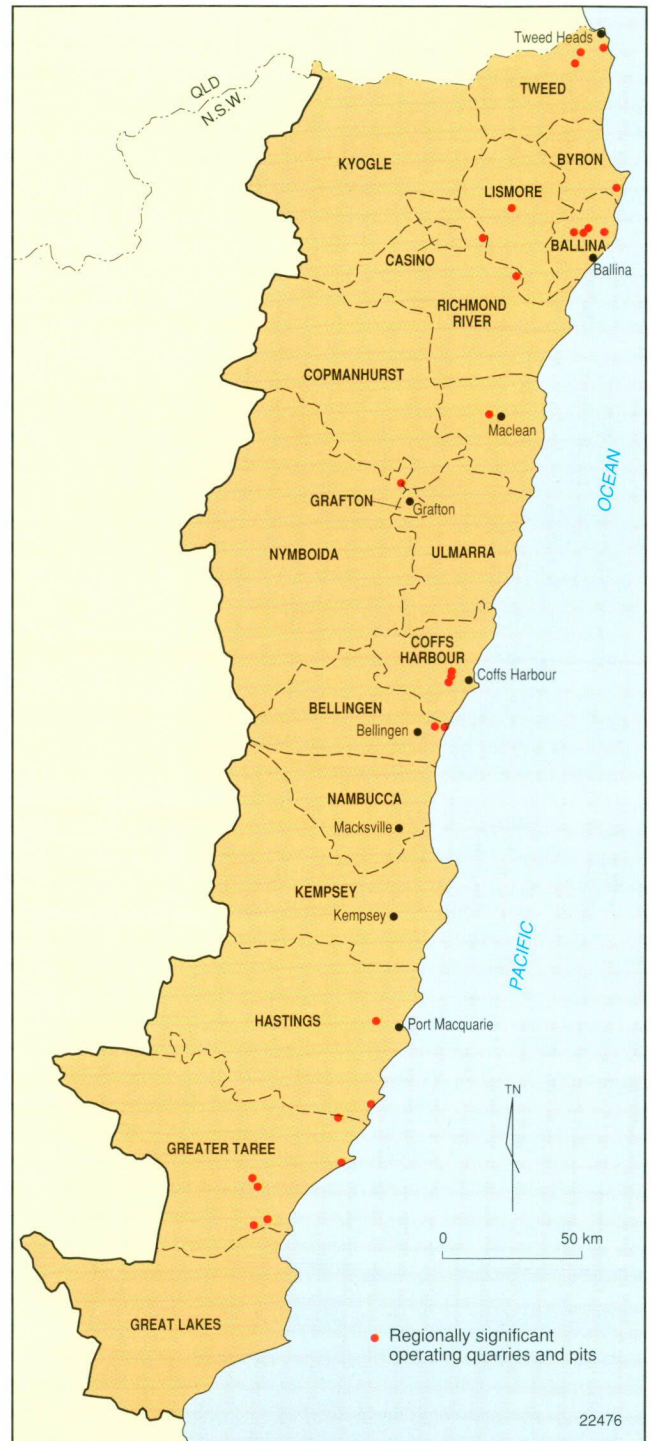 Tweed Heads
QLD
N.S.W.
TWEED
KYOGLE
BYRON
LISMORE
BALLINA
CASINO
Ballina
RICHMOND
RIVER
COPMANHURST
Maclean
OCEAN
GRAFTON
Grafton
NYMBOIDA
ULMARRA
COFFS
HARBOUR
Coffs Harbour
BELLINGEN
Bellingen
NAMBUCCA
Macksville
KEMPSEY
Kempsey
PACIFIC
HASTINGS
Port Macquarie
TN
GREATER TAREE
0 50 km
GREAT LAKES
Regionally significant
operating quarries and pits
22476